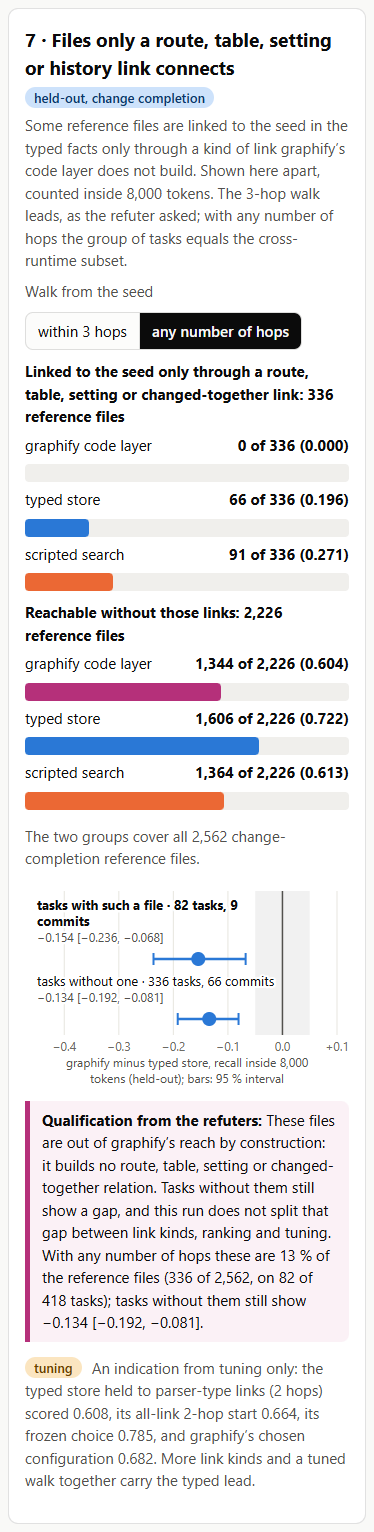 7 · Files only a route, table, setting
or history link connects
held-out, change completion
Some reference files are linked to the seed in the
typed facts only through a kind of link graphify's
code layer does not build. Shown here apart,
counted inside 8,000 tokens. The 3-hop walk
leads, as the refuter asked; with any number of
hops the group of tasks equals the cross-
runtime subset.
Walk from the seed
within 3 hops
any number of hops
Linked to the seed only through a route,
table, setting or changed-together link: 336
reference files
graphify code layer 0 of 336 (0.000)
typed store 66 of 336 (0.196)
scripted search 91 of 336 (0.271)
Reachable without those links: 2,226
reference files
graphify code layer 1,344 of 2,226 (0.604)
typed store 1,606 of 2,226 (0.722)
scripted search 1,364 of 2,226 (0.613)
The two groups cover all 2,562 change-
completion reference files.
tasks with such a file · 82 tasks, 9
commits
−0.154 [−0.236, −0.068]
tasks without one · 336 tasks, 66 commits
−0.134 [−0.192, −0.081]
−0.4 −0.3 −0.2 −0.1 0.0 +0.1
graphify minus typed store, recall inside 8,000
tokens (held-out); bars: 95 % interval
Qualification from the refuters: These files
are out of graphify's reach by construction:
it builds no route, table, setting or changed-
together relation. Tasks without them still
show a gap, and this run does not split that
gap between link kinds, ranking and tuning.
With any number of hops these are 13 % of
the reference files (336 of 2,562, on 82 of
418 tasks); tasks without them still show
−0.134 [−0.192, −0.081].
tuning An indication from tuning only: the
typed store held to parser-type links (2 hops)
scored 0.608, its all-link 2-hop start 0.664, its
frozen choice 0.785, and graphify's chosen
configuration 0.682. More link kinds and a tuned
walk together carry the typed lead.